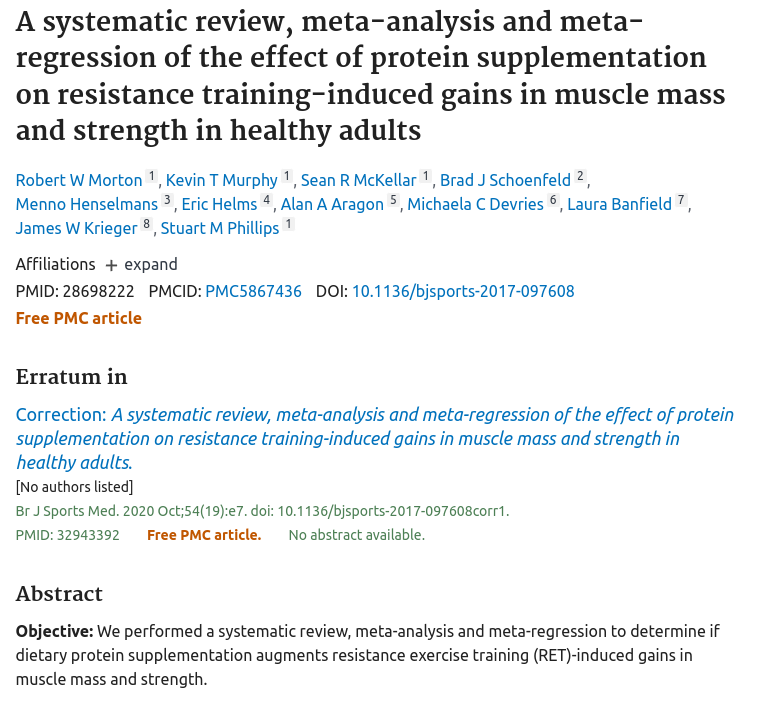 A systematic review, meta-analysis and meta-
regression of the effect of protein supplementation
on resistance training-induced gains in muscle mass
and strength in healthy adults
Robert W Morton 1, Kevin T Murphy 1, Sean R McKellar 1, Brad J Schoenfeld 2,
Menno Henselmans 3, Eric Helms 4, Alan A Aragon 5, Michaela C Devries 6, Laura Banfield 7,
James W Krieger 8, Stuart M Phillips 1
Affiliations + expand
PMID: 28698222 PMCID: PMC5867436 DOI: 10.1136/bjsports-2017-097608
Free PMC article
Erratum in
Correction: A systematic review, meta-analysis and meta-regression of the effect of protein
supplementation on resistance training-induced gains in muscle mass and strength in
healthy adults.
[No authors listed]
Br J Sports Med. 2020 Oct;54(19):e7. doi: 10.1136/bjsports-2017-097608corr1.
PMID: 32943392 Free PMC article. No abstract available.
Abstract
Objective: We performed a systematic review, meta-analysis and meta-regression to determine if
dietary protein supplementation augments resistance exercise training (RET)-induced gains in
muscle mass and strength.